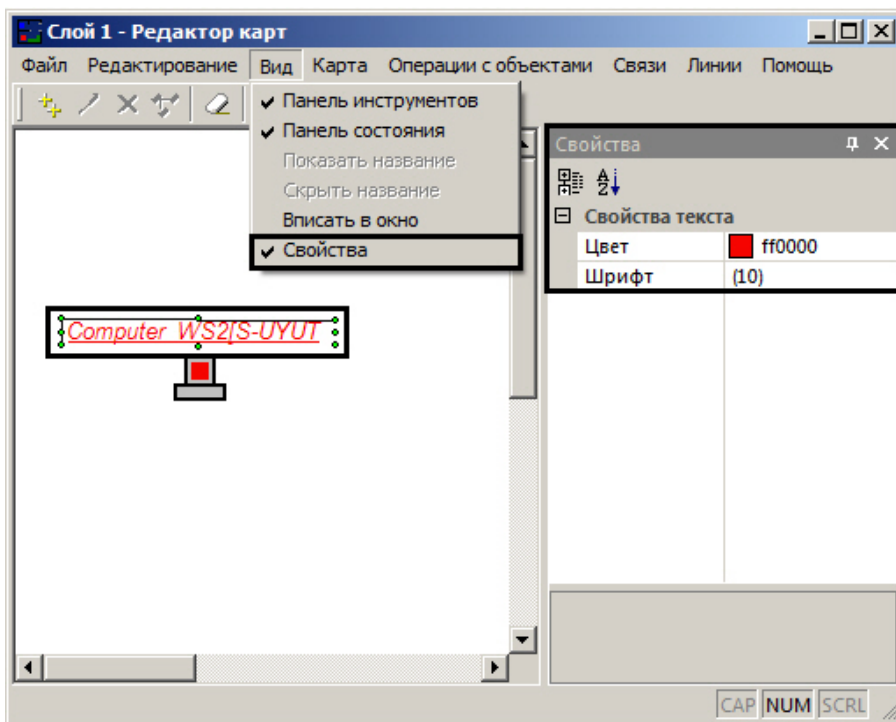 Слой 1 - Редактор карт
Файл Редактирование Вид Карта Операции с объектами Связи Линии Помощь
Панель инструментов
Панель состояния
Показать название
Скрыть название
Вписать в окно
Свойства
Свойства
Свойства текста
Цвет ff0000
Шрифт (10)
Computer WS2[S-UYUT
CAP NUM SCRL